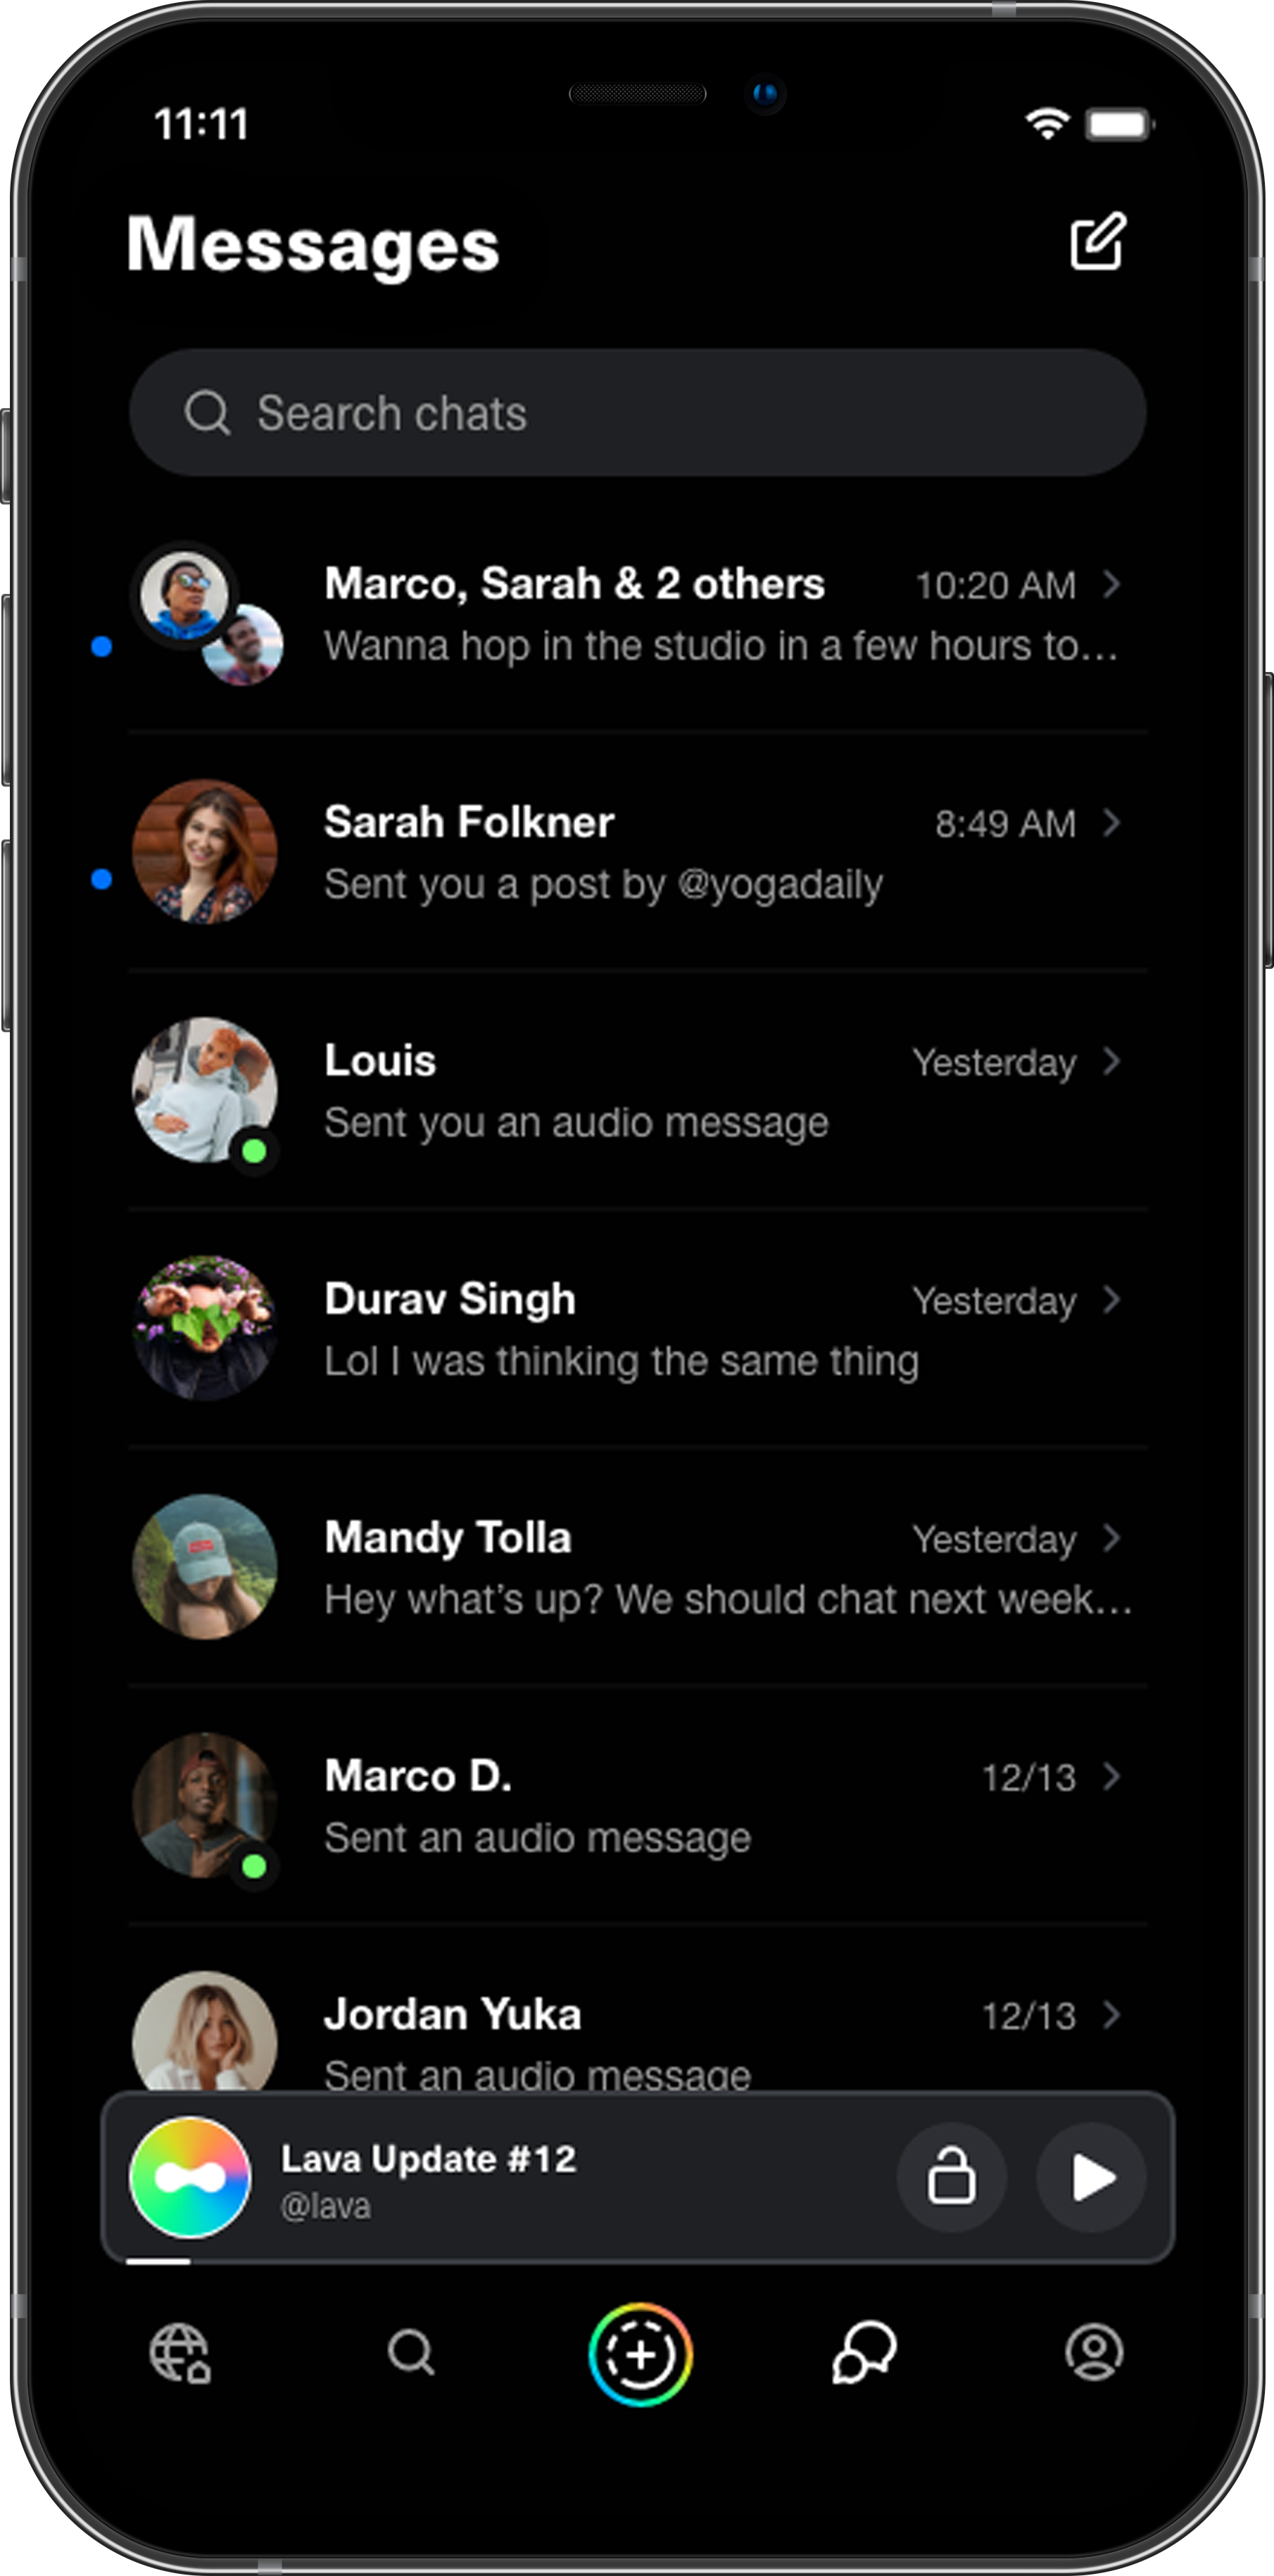 11:11
Messages
Search chats
Marco, Sarah & 2 others 10:20 AM
Wanna hop in the studio in a few hours to...
Sarah Folkner 8:49 AM
Sent you a post by @yogadaily
Louis Yesterday
Sent you an audio message
Durav Singh Yesterday
Lol I was thinking the same thing
Mandy Tolla Yesterday
Hey what’s up? We should chat next week...
Marco D. 12/13
Sent an audio message
Jordan Yuka 12/13
Sent an audio message
Lava Update #12
@lava